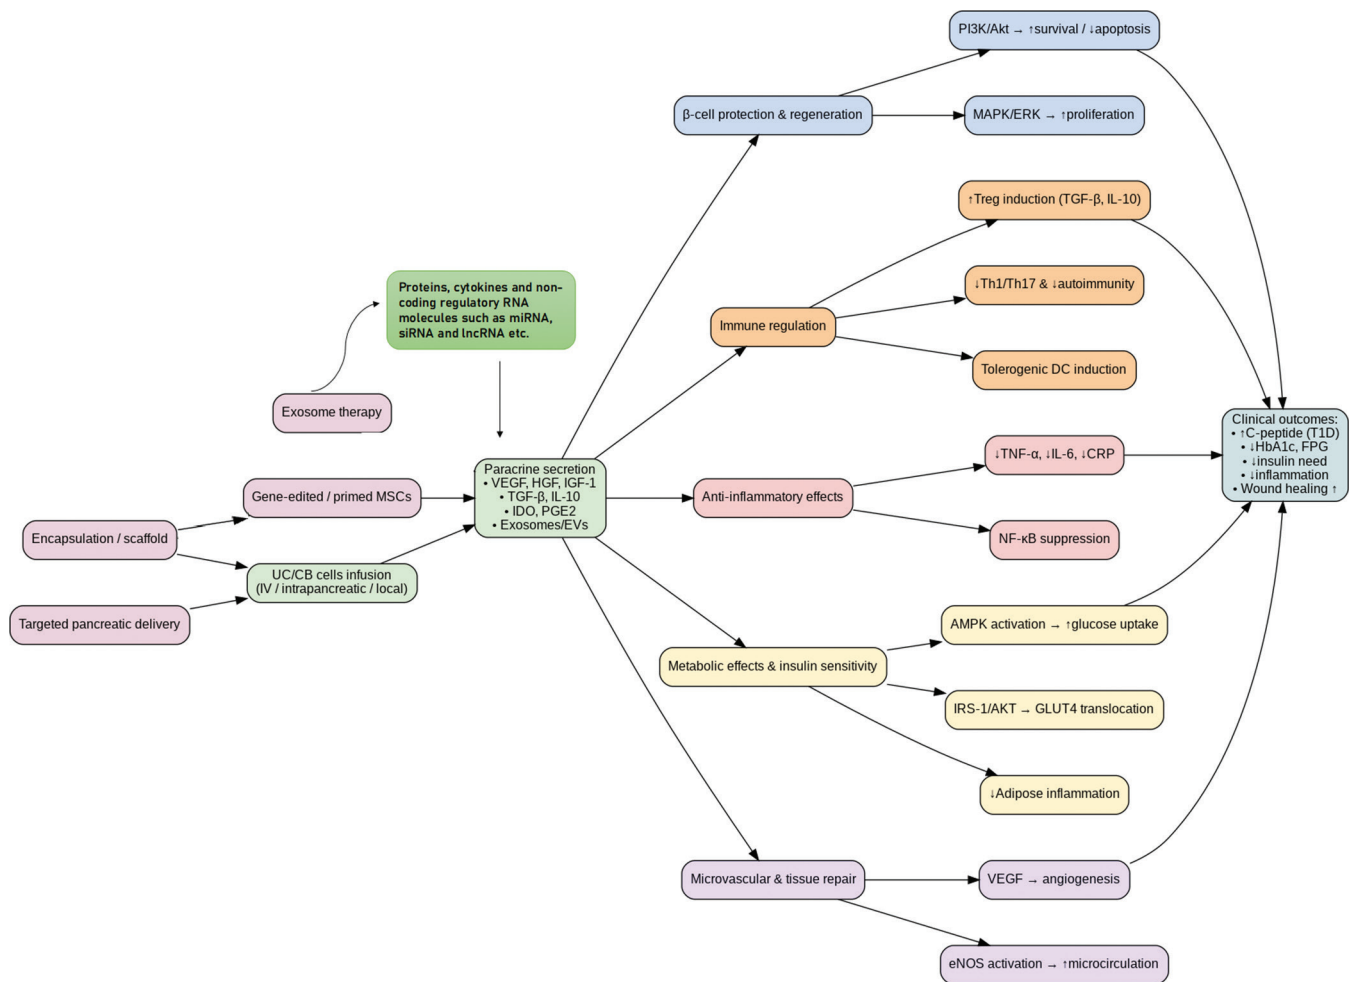 PI3K/Akt → ↑survival / ↓apoptosis
β-cell protection & regeneration
MAPK/ERK → ↑proliferation
↑Treg induction (TGF-β, IL-10)
Proteins, cytokines and non-
coding regulatory RNA
molecules such as miRNA,
siRNA and lncRNA etc.
↓Th1/Th17 & ↓autoimmunity
Immune regulation
Tolerogenic DC induction
Exosome therapy
Clinical outcomes:
• ↑C-peptide (T1D)
• ↓HbA1c, FPG
• ↓insulin need
• ↓inflammation
• Wound healing ↑
↓TNF-α, ↓IL-6, ↓CRP
Paracrine secretion
• VEGF, HGF, IGF-1
• TGF-β, IL-10
• IDO, PGE2
• Exosomes/EVs
Gene-edited / primed MSCs
Anti-inflammatory effects
Encapsulation / scaffold
NF-κB suppression
UC/CB cells infusion
(IV / intrapancreatic / local)
Targeted pancreatic delivery
AMPK activation → ↑glucose uptake
Metabolic effects & insulin sensitivity
IRS-1/AKT → GLUT4 translocation
↓Adipose inflammation
Microvascular & tissue repair
VEGF → angiogenesis
eNOS activation → ↑microcirculation